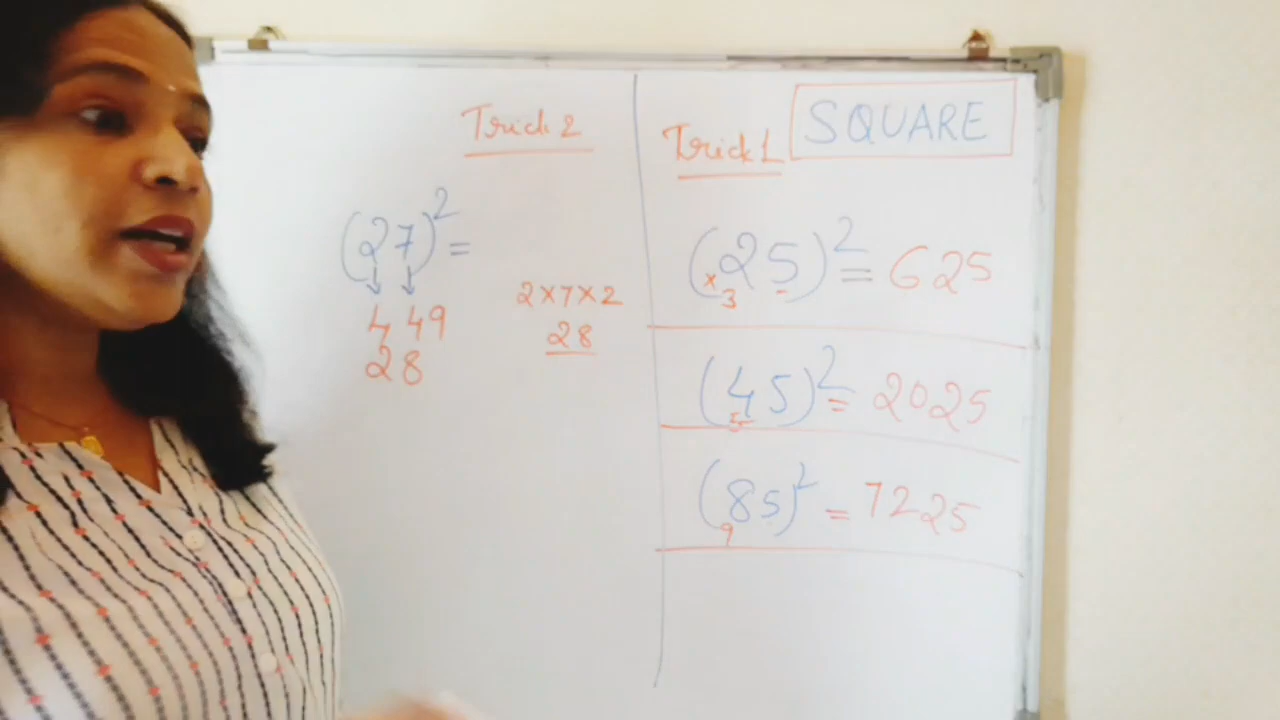 Trick 2
(27)² =
4 49
28
2×7×2
28
SQUARE
Trick 1
(25)² = 625
× 3
(45)² = 2025
5
(85)² = 7225
9